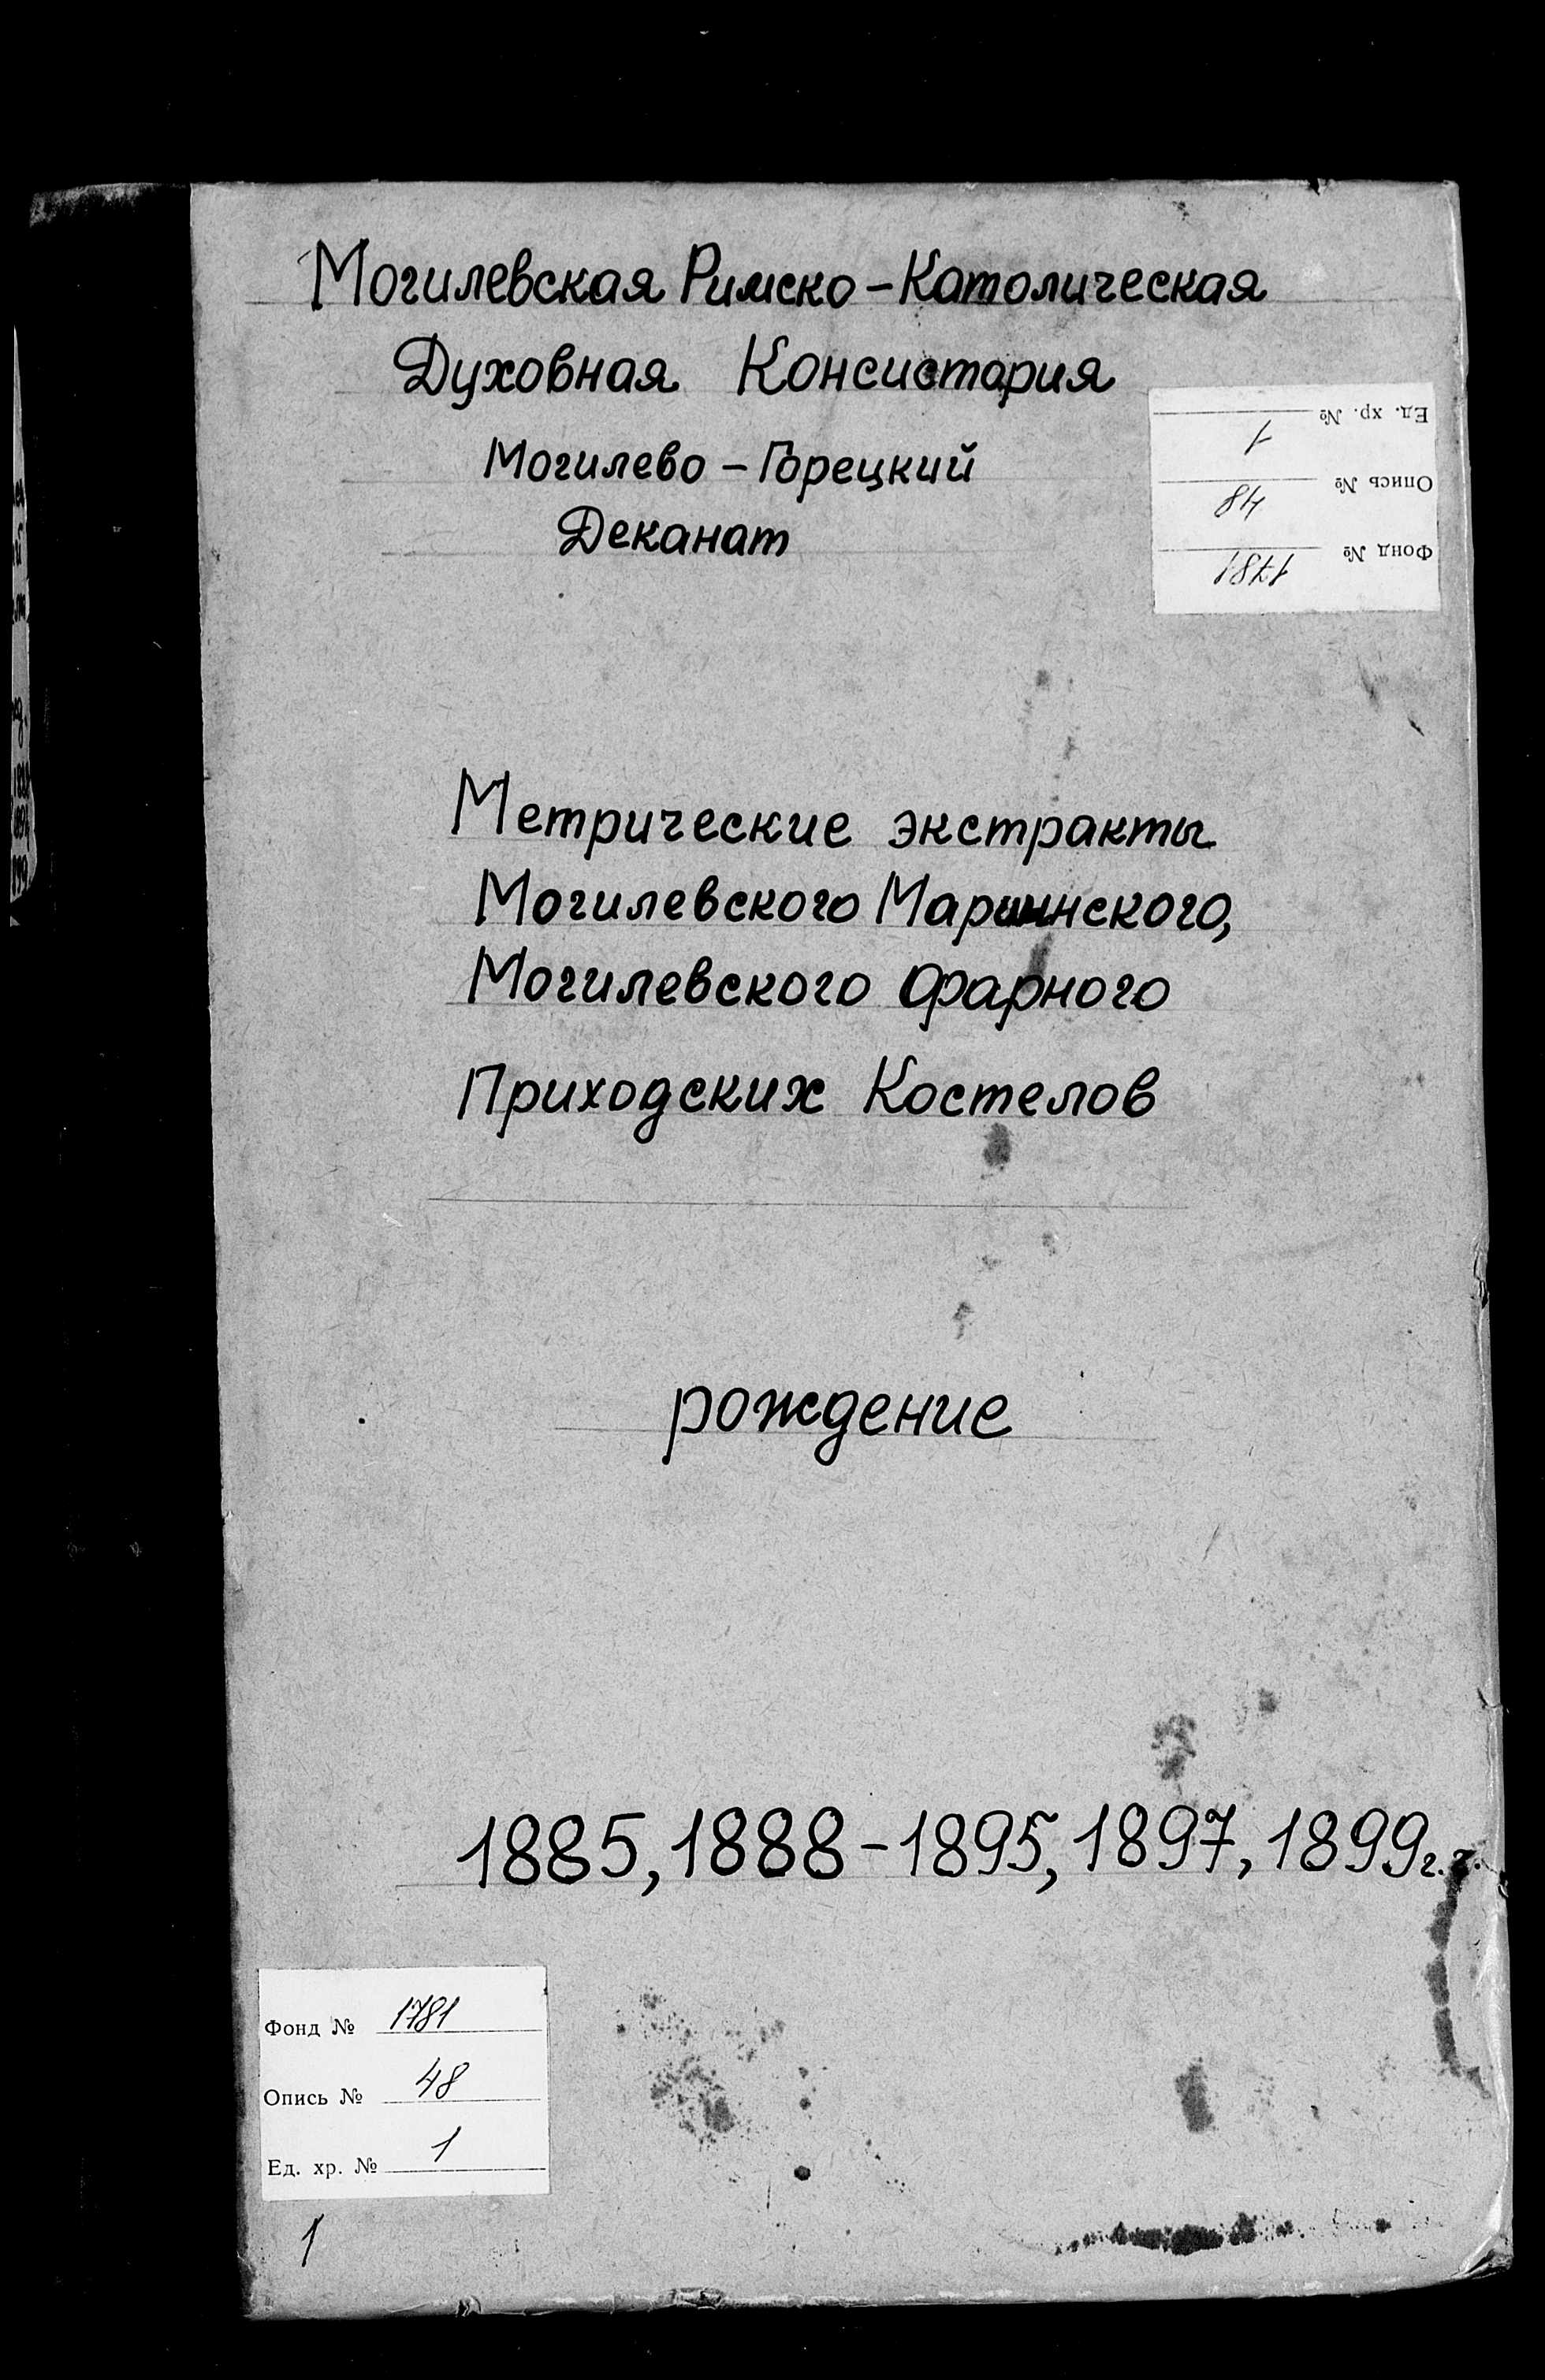 Могилевская Римско-Католическая
Духовная Консистория
Могилево-Горецкий
Деканат
Ед. хр. № 1
Опись № 48
Фонд № 1781
Метрические экстракты
Могилевского Мариинского,
Могилевского Фарного
Приходских Костелов
рождение
1885, 1888-1895, 1897, 1899 г.г.
Фонд № 1781
Опись № 48
Ед. хр. № 1
1